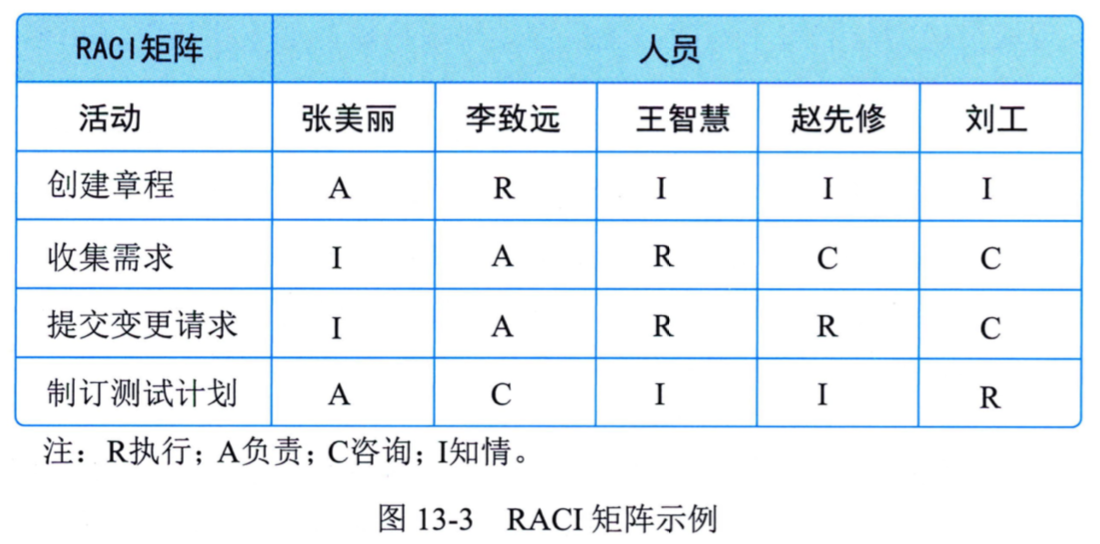 RACI矩阵 人员
活动 张美丽 李致远 王智慧 赵先修 刘工
创建章程 A R I I I
收集需求 I A R C C
提交变更请求 I A R R C
制订测试计划 A C I I R
注：R执行；A负责；C咨询；I知情。
图 13-3 RACI 矩阵示例